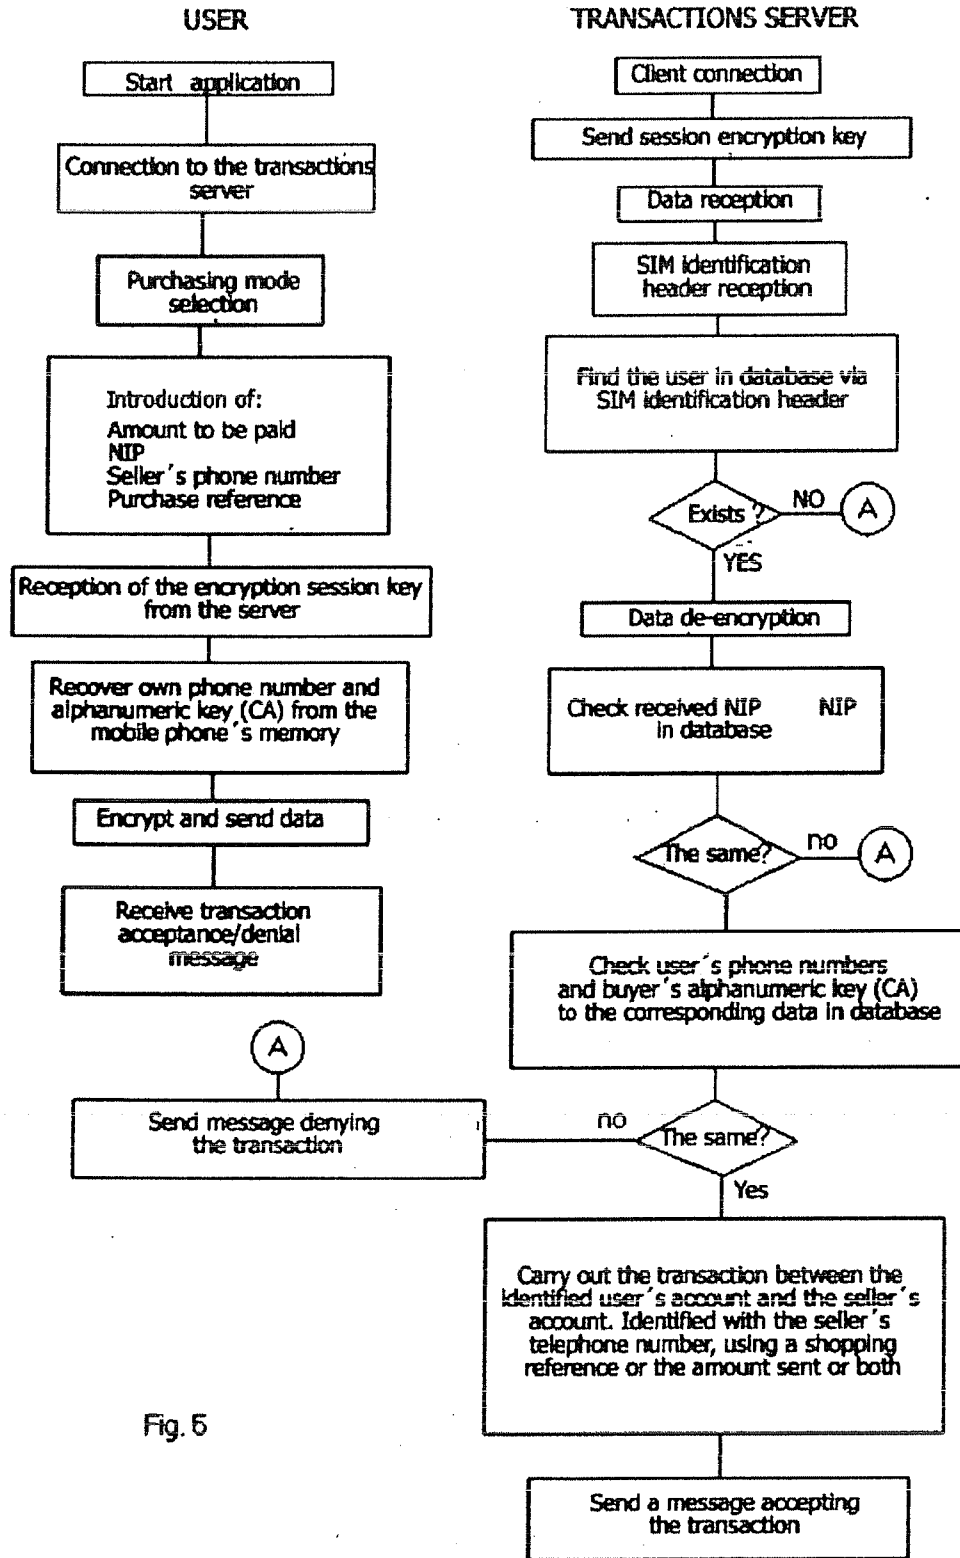 USER
Start application
Connection to the transactions
server
Purchasing mode
selection
Introduction of:
Amount to be paid
NIP
Seller´s phone number
Purchase reference
Reception of the encryption session key
from the server
Recover own phone number and
alphanumeric key (CA) from the
mobile phone´s memory
Encrypt and send data
Receive transaction
acceptance/denial
message
A
Send message denying
the transaction
TRANSACTIONS SERVER
Client connection
Send session encryption key
Data reception
SIM identification
header reception
Find the user in database via
SIM identification header
Exists ?
NO
A
YES
Data de-encryption
Check received NIP NIP
in database
The same?
no
A
Check user´s phone numbers
and buyer´s alphanumeric key (CA)
to the corresponding data in database
The same?
no
Yes
Carry out the transaction between the
identified user´s account and the seller´s
account. Identified with the seller´s
telephone number, using a shopping
reference or the amount sent or both
Send a message accepting
the transaction
Fig. 5